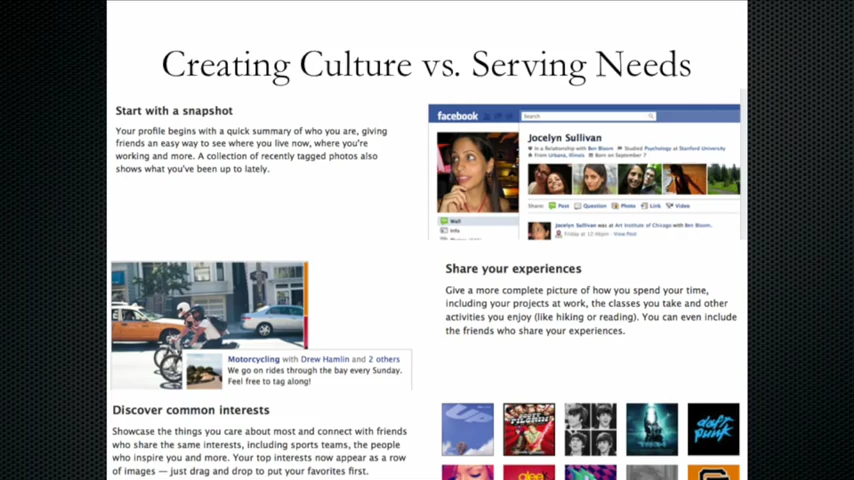 Creating Culture vs. Serving Needs
Start with a snapshot
Your profile begins with a quick summary of who you are, giving
friends an easy way to see where you live now, where you're
working and more. A collection of recently tagged photos also
shows what you've been up to lately.
facebook
Search
Jocelyn Sullivan
In a Relationship with Ben Bloom Studied Psychology at Stanford University
From Urbana, Illinois Born on September 7
Share: Post Question Photo Link Video
Wall
Info
Jocelyn Sullivan was at Art Institute of Chicago with Ben Bloom.
Friday at 12:46pm · View Post
Share your experiences
Give a more complete picture of how you spend your time,
including your projects at work, the classes you take and other
activities you enjoy (like hiking or reading). You can even include
the friends who share your experiences.
Motorcycling with Drew Hamlin and 2 others
We go on rides through the bay every Sunday.
Feel free to tag along!
Discover common interests
Showcase the things you care about most and connect with friends
who share the same interests, including sports teams, the people
who inspire you and more. Your top interests now appear as a row
of images — just drag and drop to put your favorites first.
UP
SCOTT PILGRIM
TRON
daft punk
glee